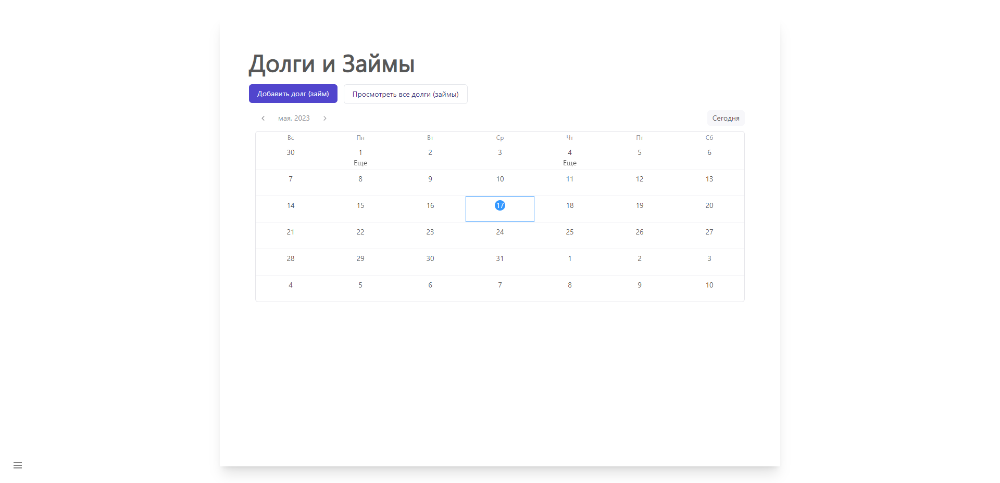 Долги и Займы
Добавить долг (займ) Просмотреть все долги (займы)
мая, 2023 Сегодня
Вс Пн Вт Ср Чт Пт Сб
30 1 2 3 4 5 6
Еще Еще
7 8 9 10 11 12 13
14 15 16 17 18 19 20
21 22 23 24 25 26 27
28 29 30 31 1 2 3
4 5 6 7 8 9 10